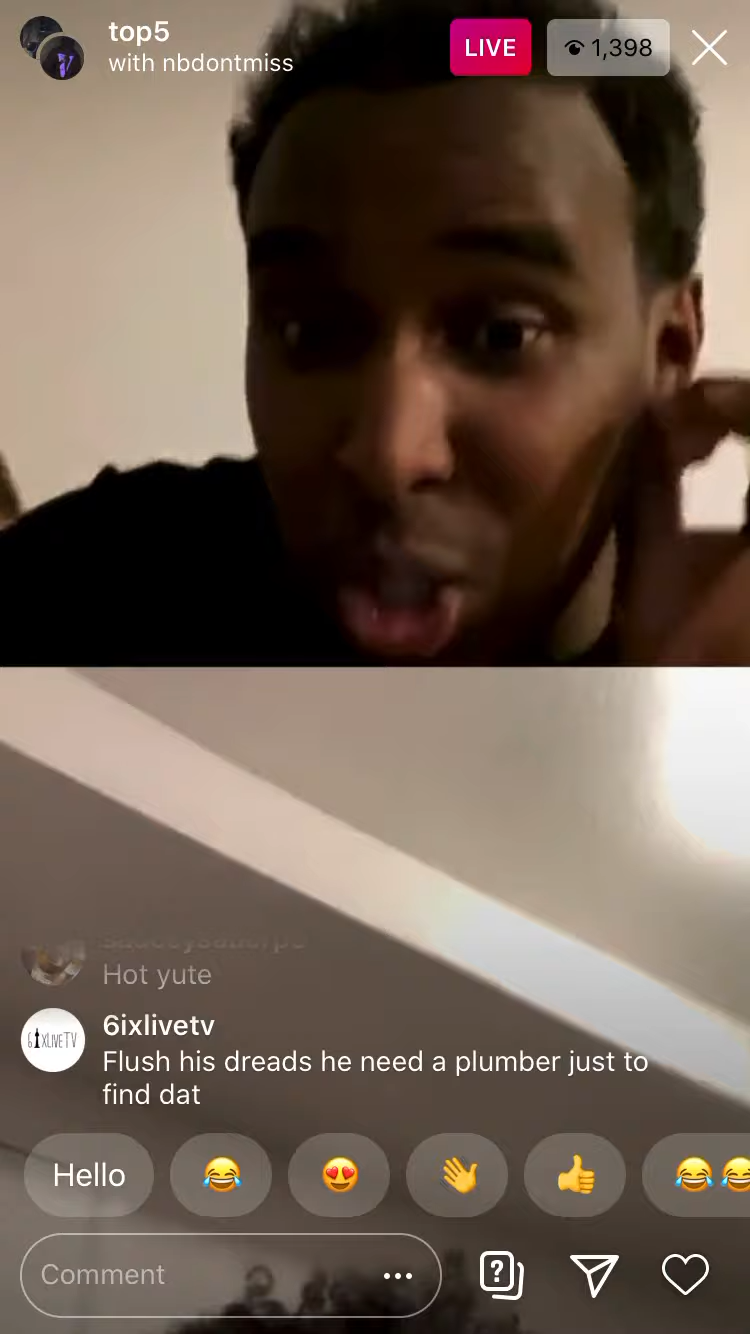 top5
with nbdontmiss
LIVE
1,398
Hot yute
6ixlivetv
6IXLIVETV
Flush his dreads he need a plumber just to
find dat
Hello
Comment